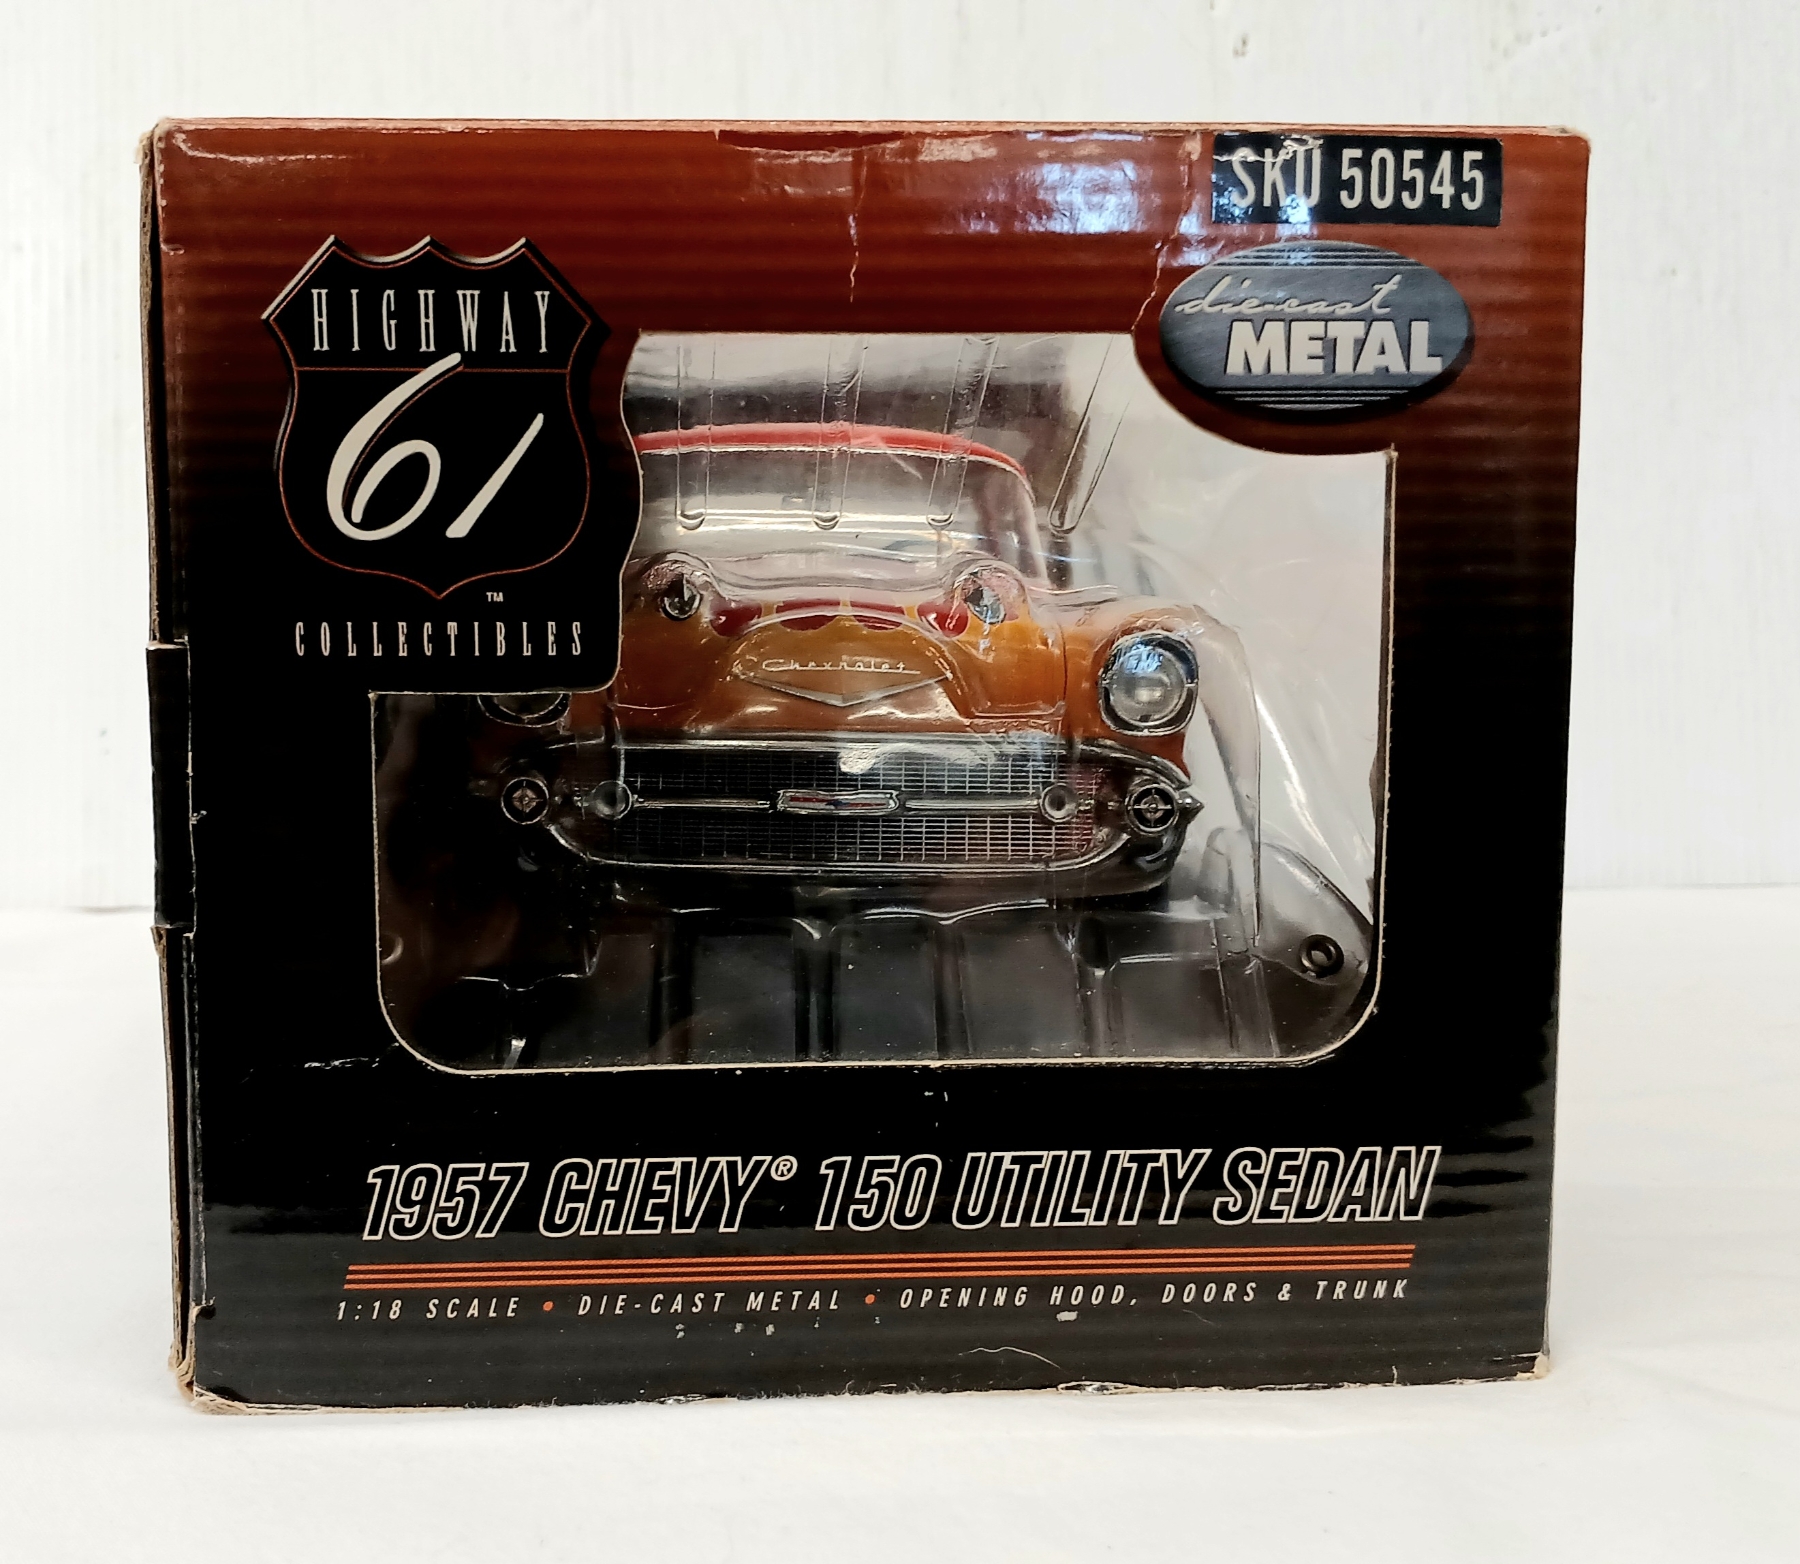 SKU 50545
HIGHWAY
61
TM
COLLECTIBLES
die-cast
METAL
Chevrolet
1957 CHEVY® 150 UTILITY SEDAN
1:18 SCALE • DIE-CAST METAL • OPENING HOOD, DOORS & TRUNK